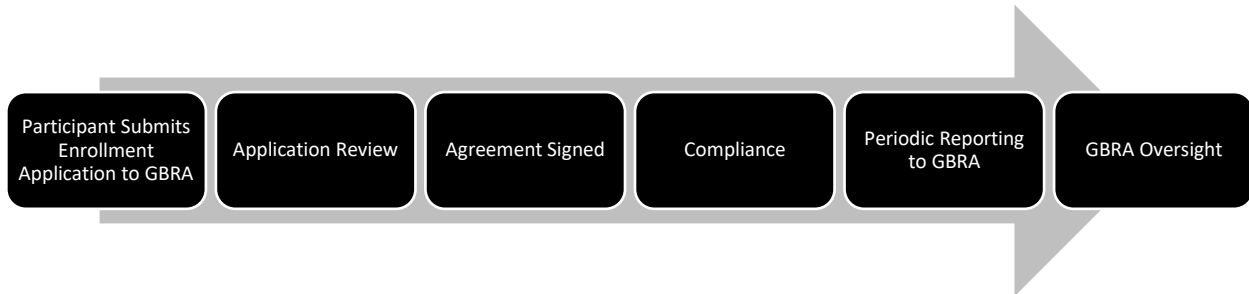 Participant Submits
Enrollment
Application to GBRA
Application Review
Agreement Signed
Compliance
Periodic Reporting
to GBRA
GBRA Oversight